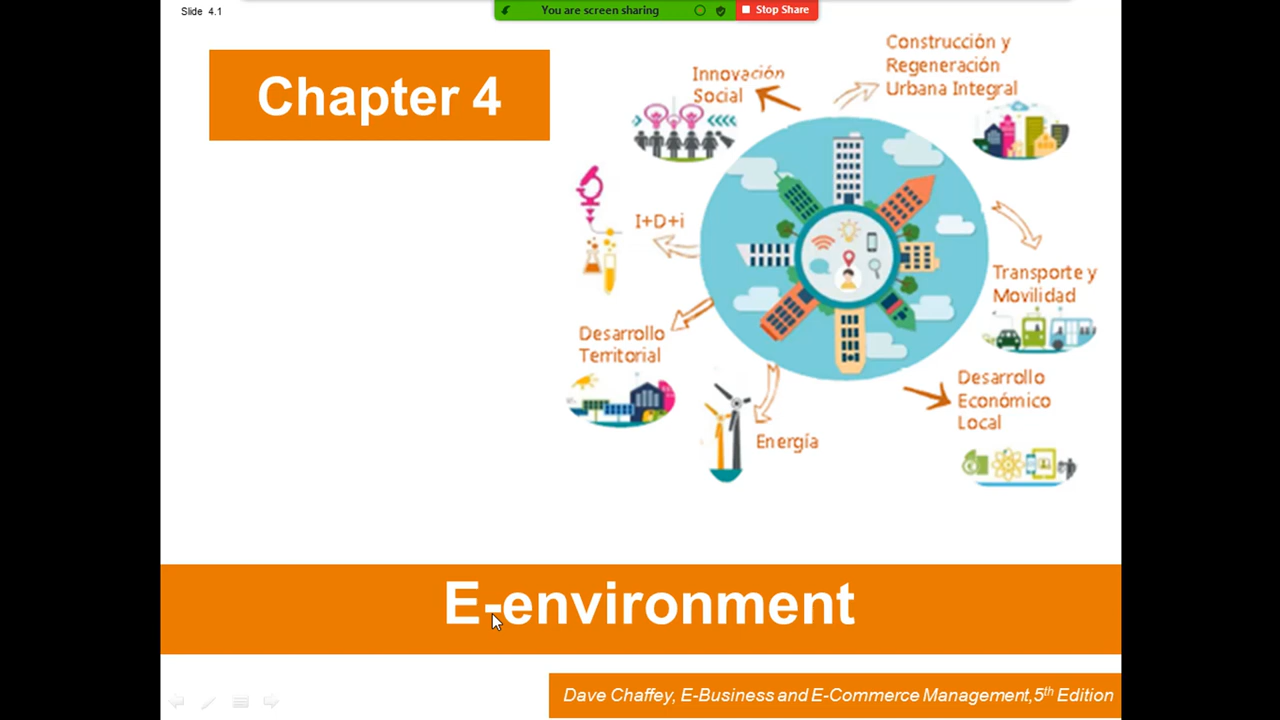 Slide 4.1
You are screen sharing
Stop Share
Chapter 4
Innovación
Social
Construcción y
Regeneración
Urbana Integral
I+D+i
Transporte y
Movilidad
Desarrollo
Territorial
Desarrollo
Económico
Local
Energía
E-environment
Dave Chaffey, E-Business and E-Commerce Management,5th Edition